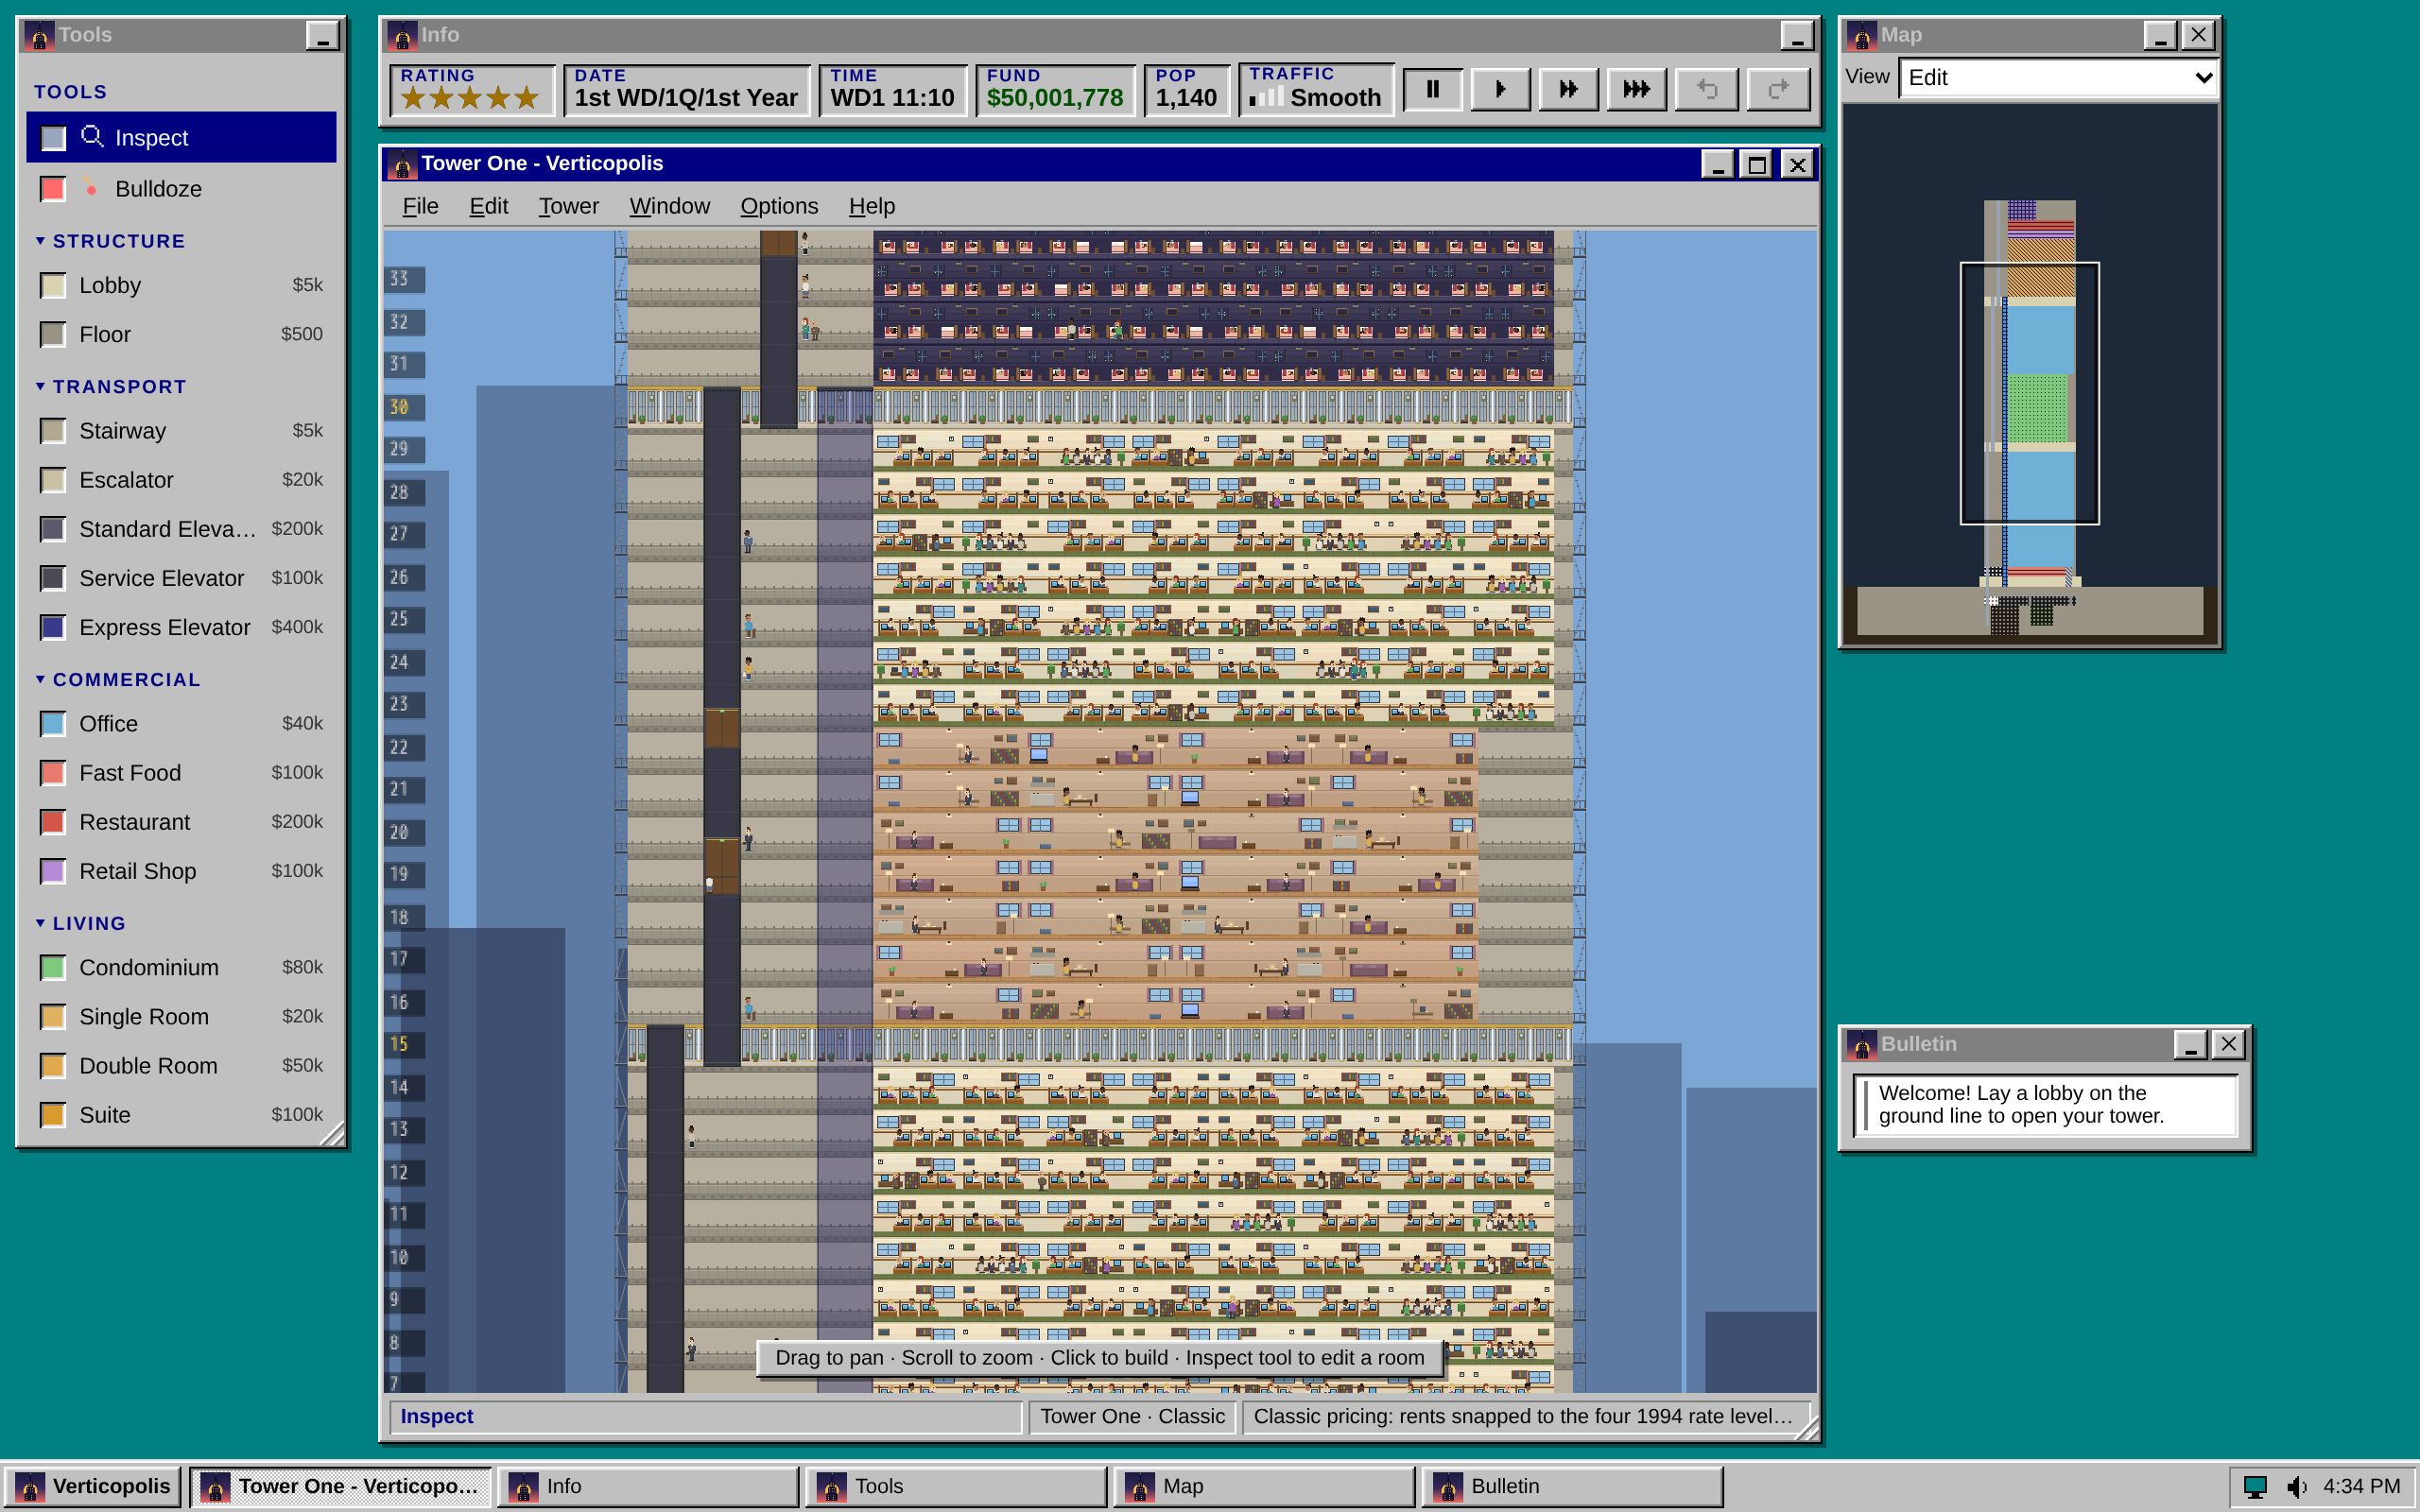 Tools
TOOLS
Inspect
Bulldoze
STRUCTURE
Lobby $5k
Floor $500
TRANSPORT
Stairway $5k
Escalator $20k
Standard Eleva… $200k
Service Elevator $100k
Express Elevator $400k
COMMERCIAL
Office $40k
Fast Food $100k
Restaurant $200k
Retail Shop $100k
LIVING
Condominium $80k
Single Room $20k
Double Room $50k
Suite $100k
Info
RATING
★★★★★
DATE
1st WD/1Q/1st Year
TIME
WD1 11:10
FUND
$50,001,778
POP
1,140
TRAFFIC
Smooth
Tower One - Verticopolis
File Edit Tower Window Options Help
33
32
31
30
29
28
27
26
25
24
23
22
21
20
19
18
17
16
15
14
13
12
11
10
9
8
7
Drag to pan · Scroll to zoom · Click to build · Inspect tool to edit a room
Inspect
Tower One · Classic
Classic pricing: rents snapped to the four 1994 rate level…
Map
View Edit
Bulletin
Welcome! Lay a lobby on the
ground line to open your tower.
Verticopolis
Tower One - Verticopo…
Info
Tools
Map
Bulletin
4:34 PM